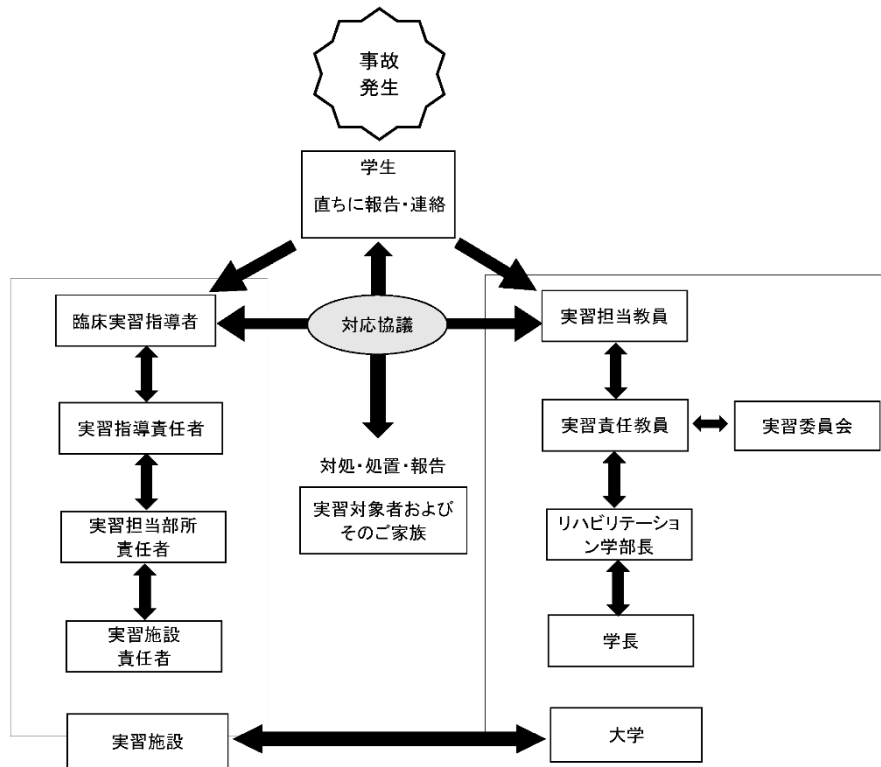 事故
発生
学生
直ちに報告・連絡
臨床実習指導者
対応協議
実習担当教員
実習指導責任者
実習責任教員
実習委員会
対処・処置・報告
実習対象者および
そのご家族
実習担当部所
責任者
リハビリテーショ
ン学部長
実習施設
責任者
学長
実習施設
大学